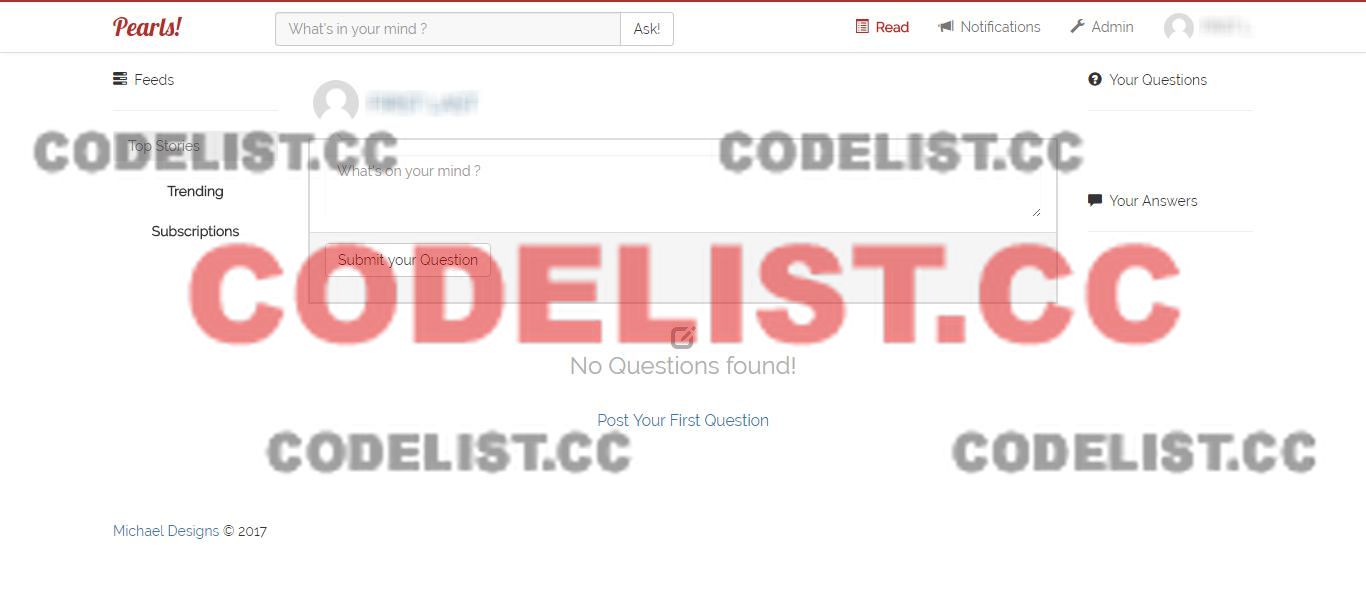 Pearls!
What's in your mind ?
Ask!
Read
Notifications
Admin
Feeds
Top Stories
Trending
Subscriptions
What's on your mind ?
Submit your Question
Your Questions
Your Answers
CODELIST.CC
CODELIST.CC
CODELIST.CC
No Questions found!
Post Your First Question
CODELIST.CC
CODELIST.CC
Michael Designs © 2017